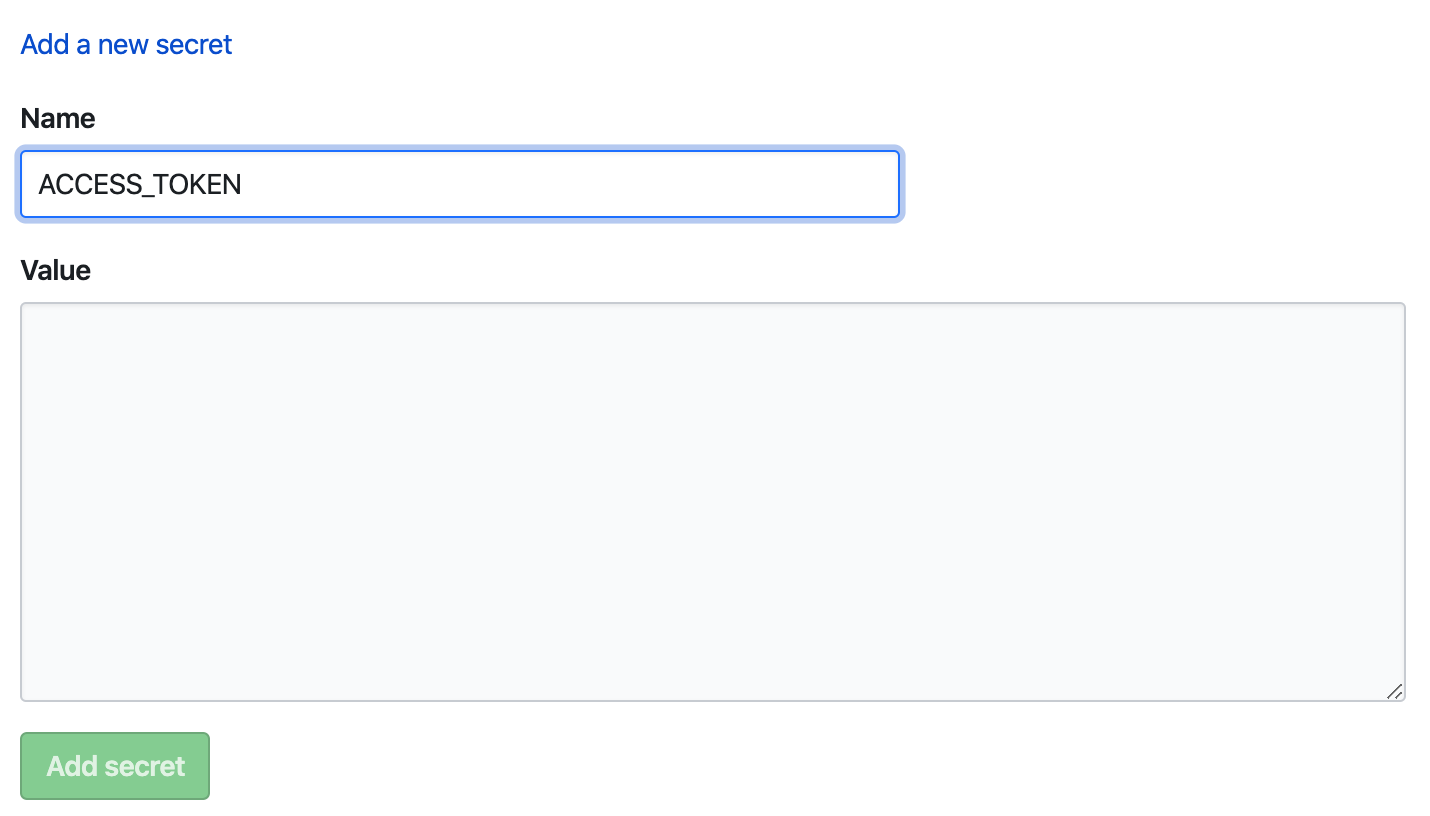 Add a new secret
Name
ACCESS_TOKEN
Value
Add secret